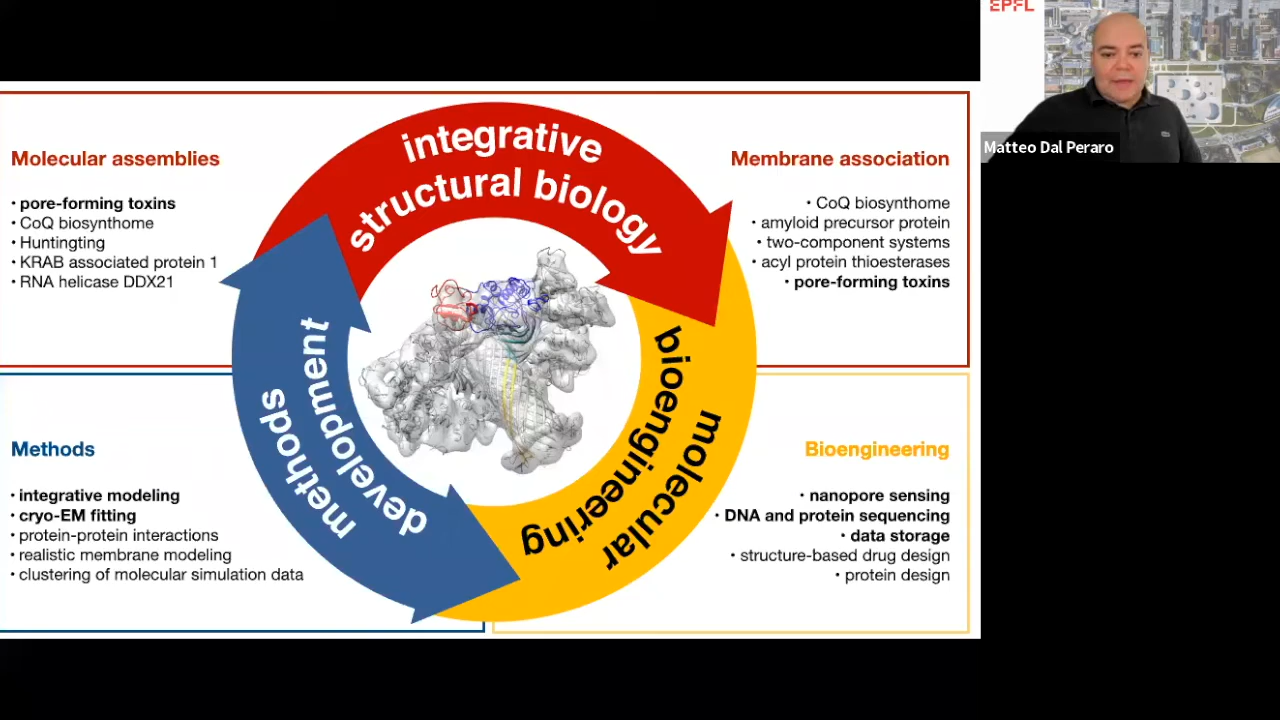 EPFL
Matteo Dal Peraro
integrative
structural biology
molecular
bioengineering
methods
development
Molecular assemblies
• pore-forming toxins
• CoQ biosynthome
• Huntingting
• KRAB associated protein 1
• RNA helicase DDX21
Membrane association
• CoQ biosynthome
• amyloid precursor protein
• two-component systems
• acyl protein thioesterases
• pore-forming toxins
Methods
• integrative modeling
• cryo-EM fitting
• protein-protein interactions
• realistic membrane modeling
• clustering of molecular simulation data
Bioengineering
• nanopore sensing
• DNA and protein sequencing
• data storage
• structure-based drug design
• protein design